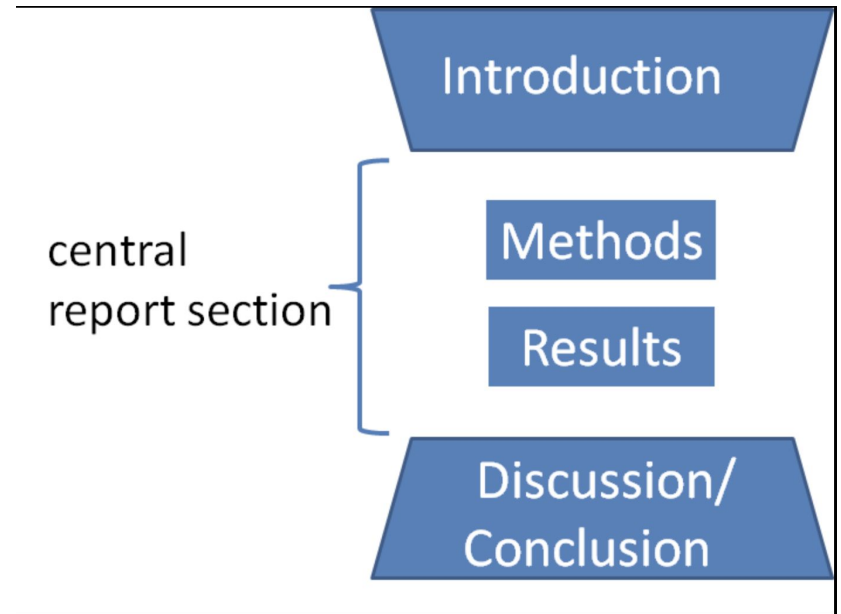 Introduction
central
report section
Methods
Results
Discussion/
Conclusion